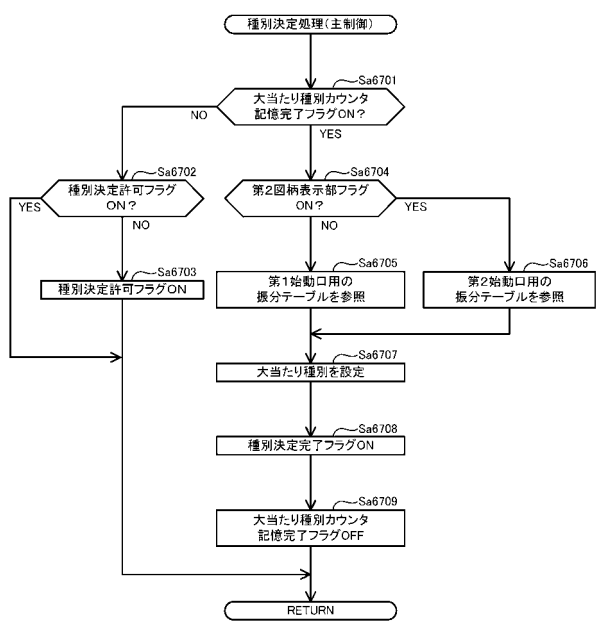 種別決定処理(主制御)
Sa6701
大当たり種別カウンタ
記憶完了フラグON?
NO
YES
Sa6702
種別決定許可フラグ
ON?
YES
NO
Sa6704
第2図柄表示部フラグ
ON?
YES
NO
Sa6703
種別決定許可フラグON
Sa6705
第1始動口用の
振分テーブルを参照
Sa6706
第2始動口用の
振分テーブルを参照
Sa6707
大当たり種別を設定
Sa6708
種別決定完了フラグON
Sa6709
大当たり種別カウンタ
記憶完了フラグOFF
RETURN